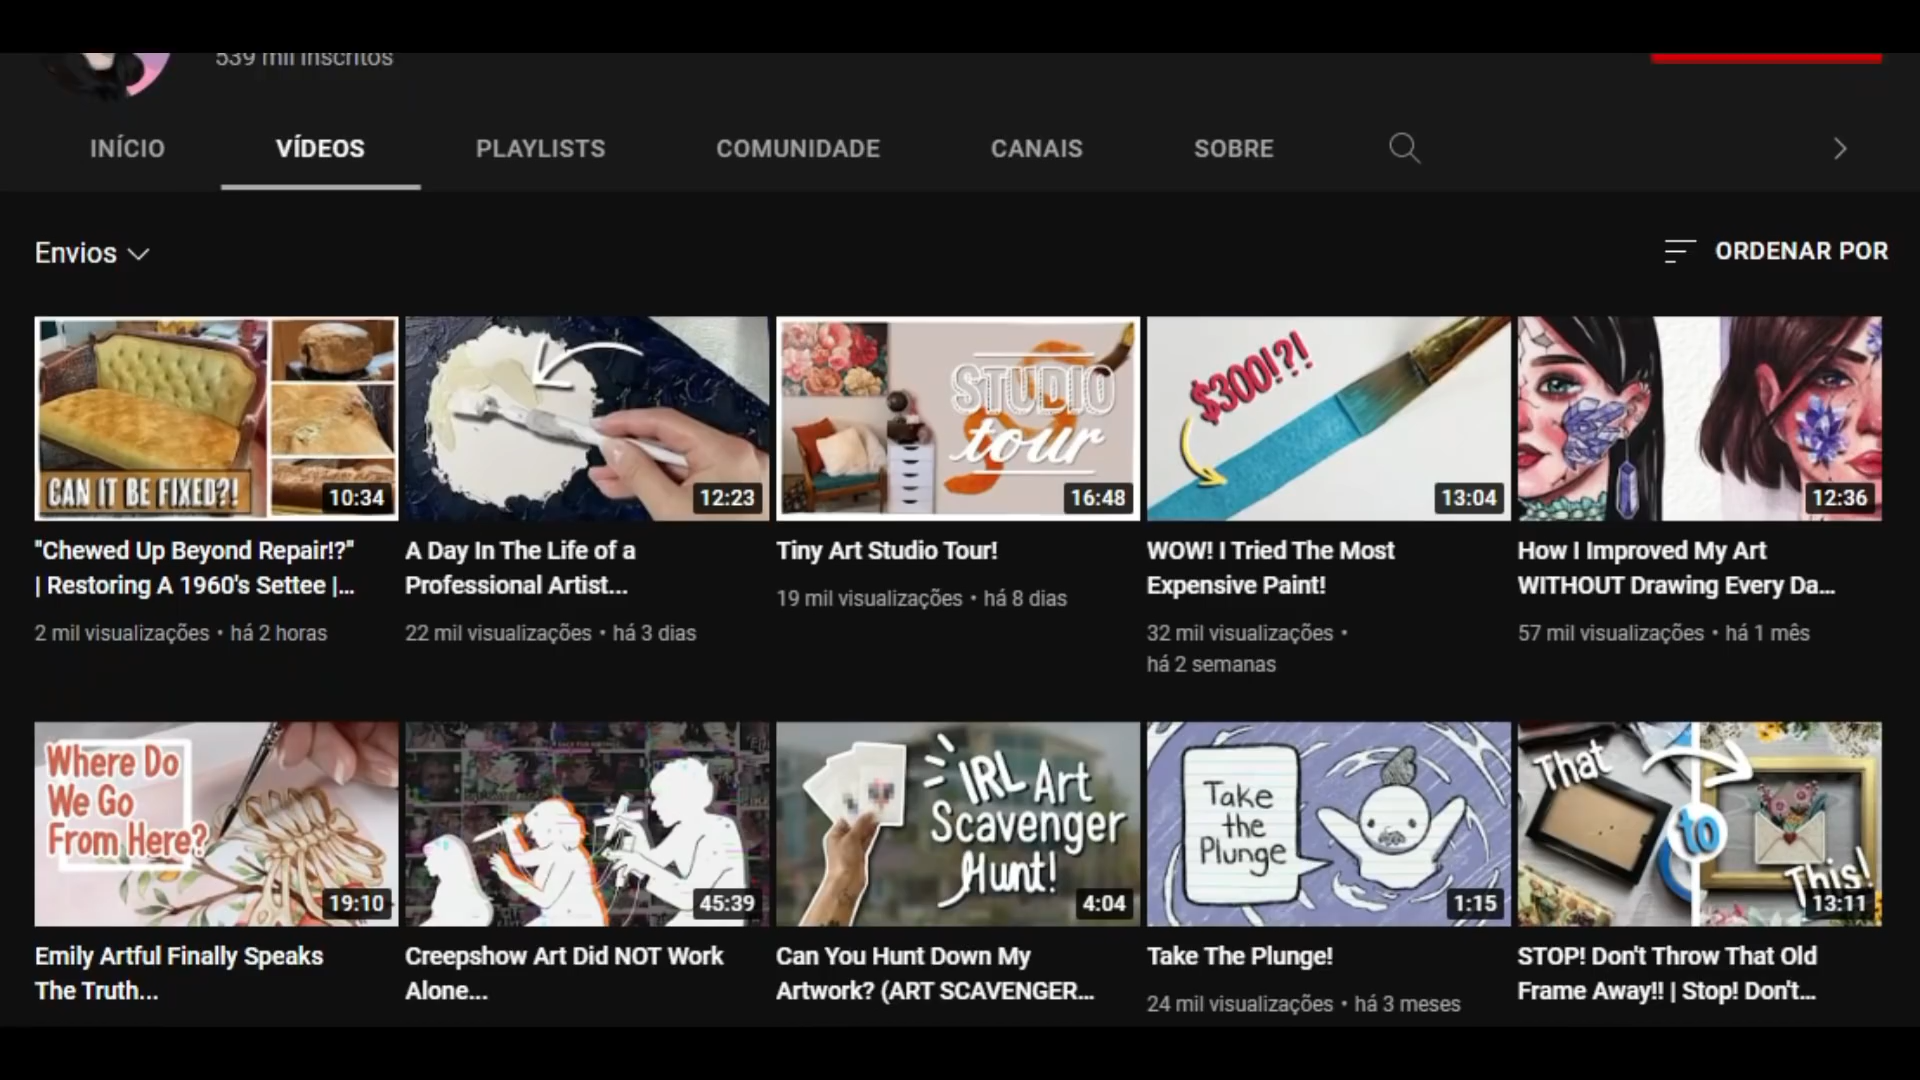 539 mil inscritos
INÍCIO VÍDEOS PLAYLISTS COMUNIDADE CANAIS SOBRE
Envios
ORDENAR POR
CAN IT BE FIXED?!
10:34
12:23
STUDIO
tour
16:48
$300!?!
13:04
12:36
"Chewed Up Beyond Repair!?"
| Restoring A 1960's Settee |...
2 mil visualizações • há 2 horas
A Day In The Life of a
Professional Artist...
22 mil visualizações • há 3 dias
Tiny Art Studio Tour!
19 mil visualizações • há 8 dias
WOW! I Tried The Most
Expensive Paint!
32 mil visualizações •
há 2 semanas
How I Improved My Art
WITHOUT Drawing Every Da...
57 mil visualizações • há 1 mês
Where Do
We Go
From Here?
19:10
45:39
IRL Art
Scavenger
Hunt!
4:04
Take
the
Plunge
1:15
That
to
This!
13:11
Emily Artful Finally Speaks
The Truth...
Creepshow Art Did NOT Work
Alone...
Can You Hunt Down My
Artwork? (ART SCAVENGER...
Take The Plunge!
24 mil visualizações • há 3 meses
STOP! Don't Throw That Old
Frame Away!! | Stop! Don't...